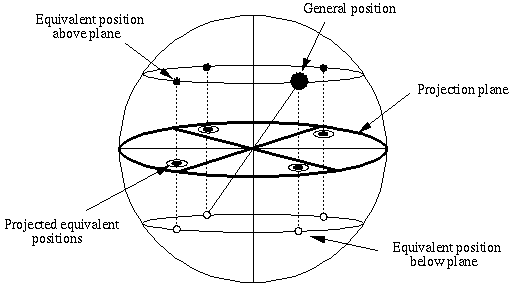 Equivalent position
above plane
General position
Projection plane
Projected equivalent
positions
Equivalent position
below plane